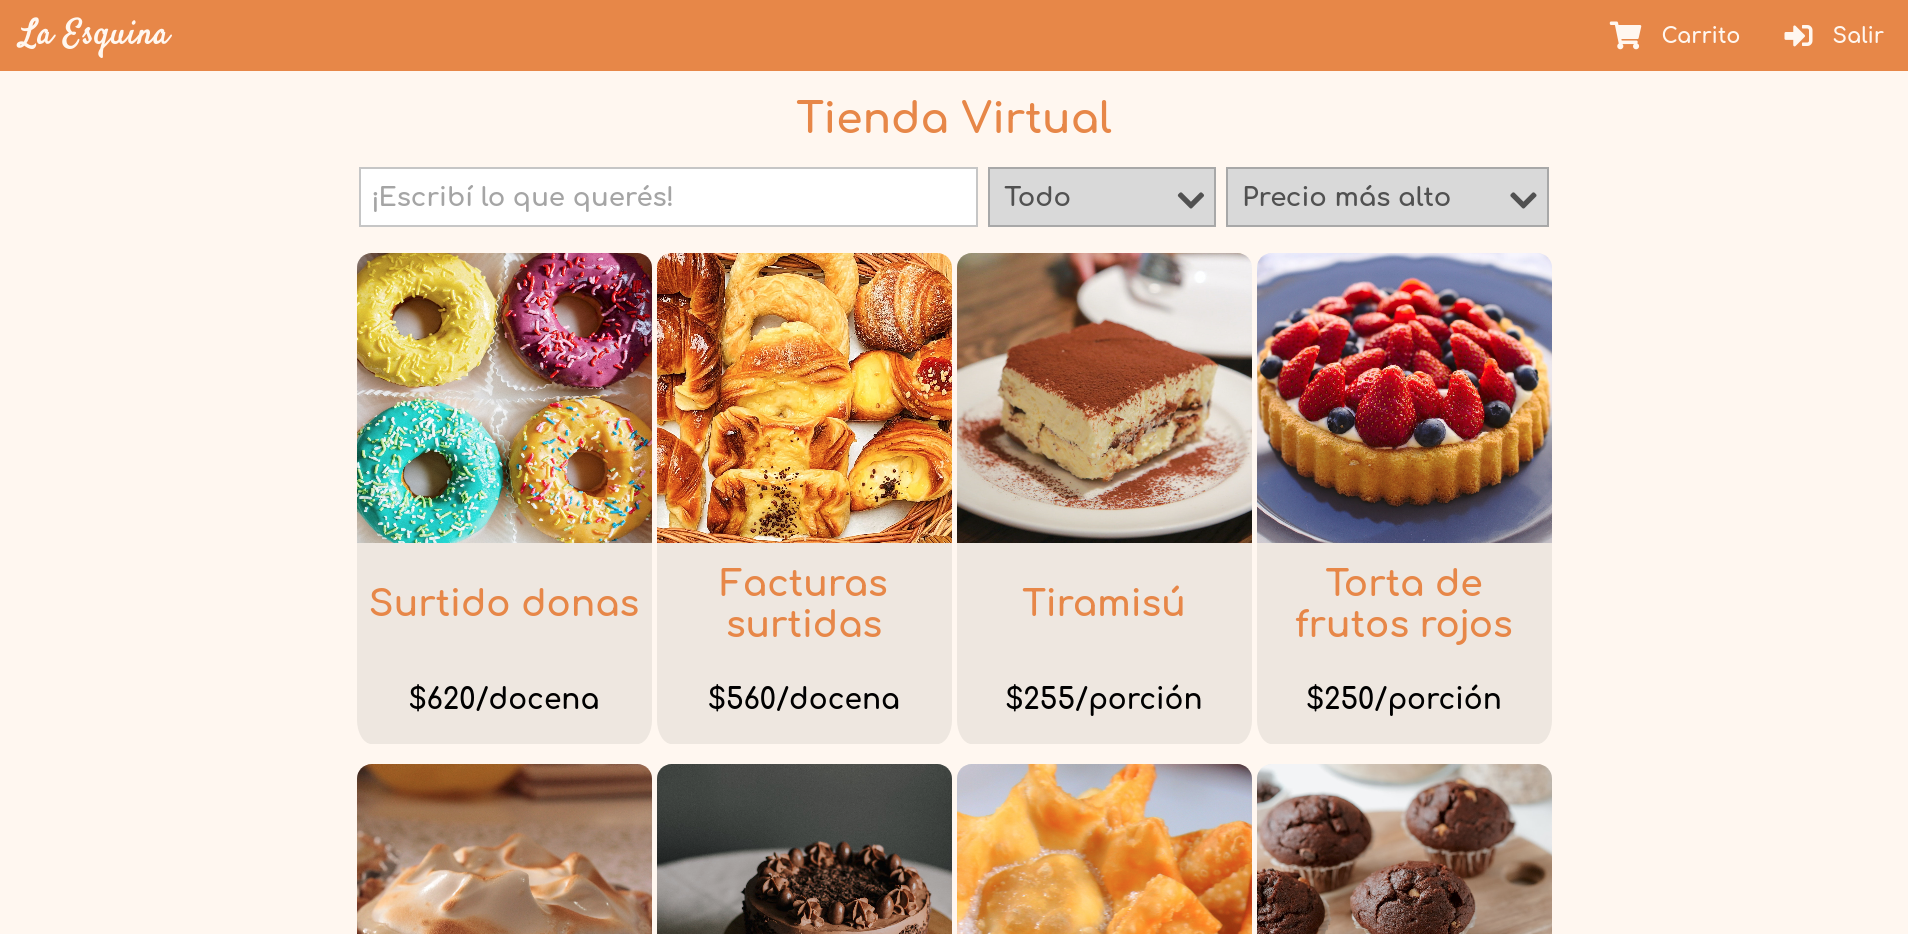 La Esquina
Carrito
Salir
Tienda Virtual
¡Escribí lo que querés!
Todo
Precio más alto
Surtido donas
$620/docena
Facturas
surtidas
$560/docena
Tiramisú
$255/porción
Torta de
frutos rojos
$250/porción